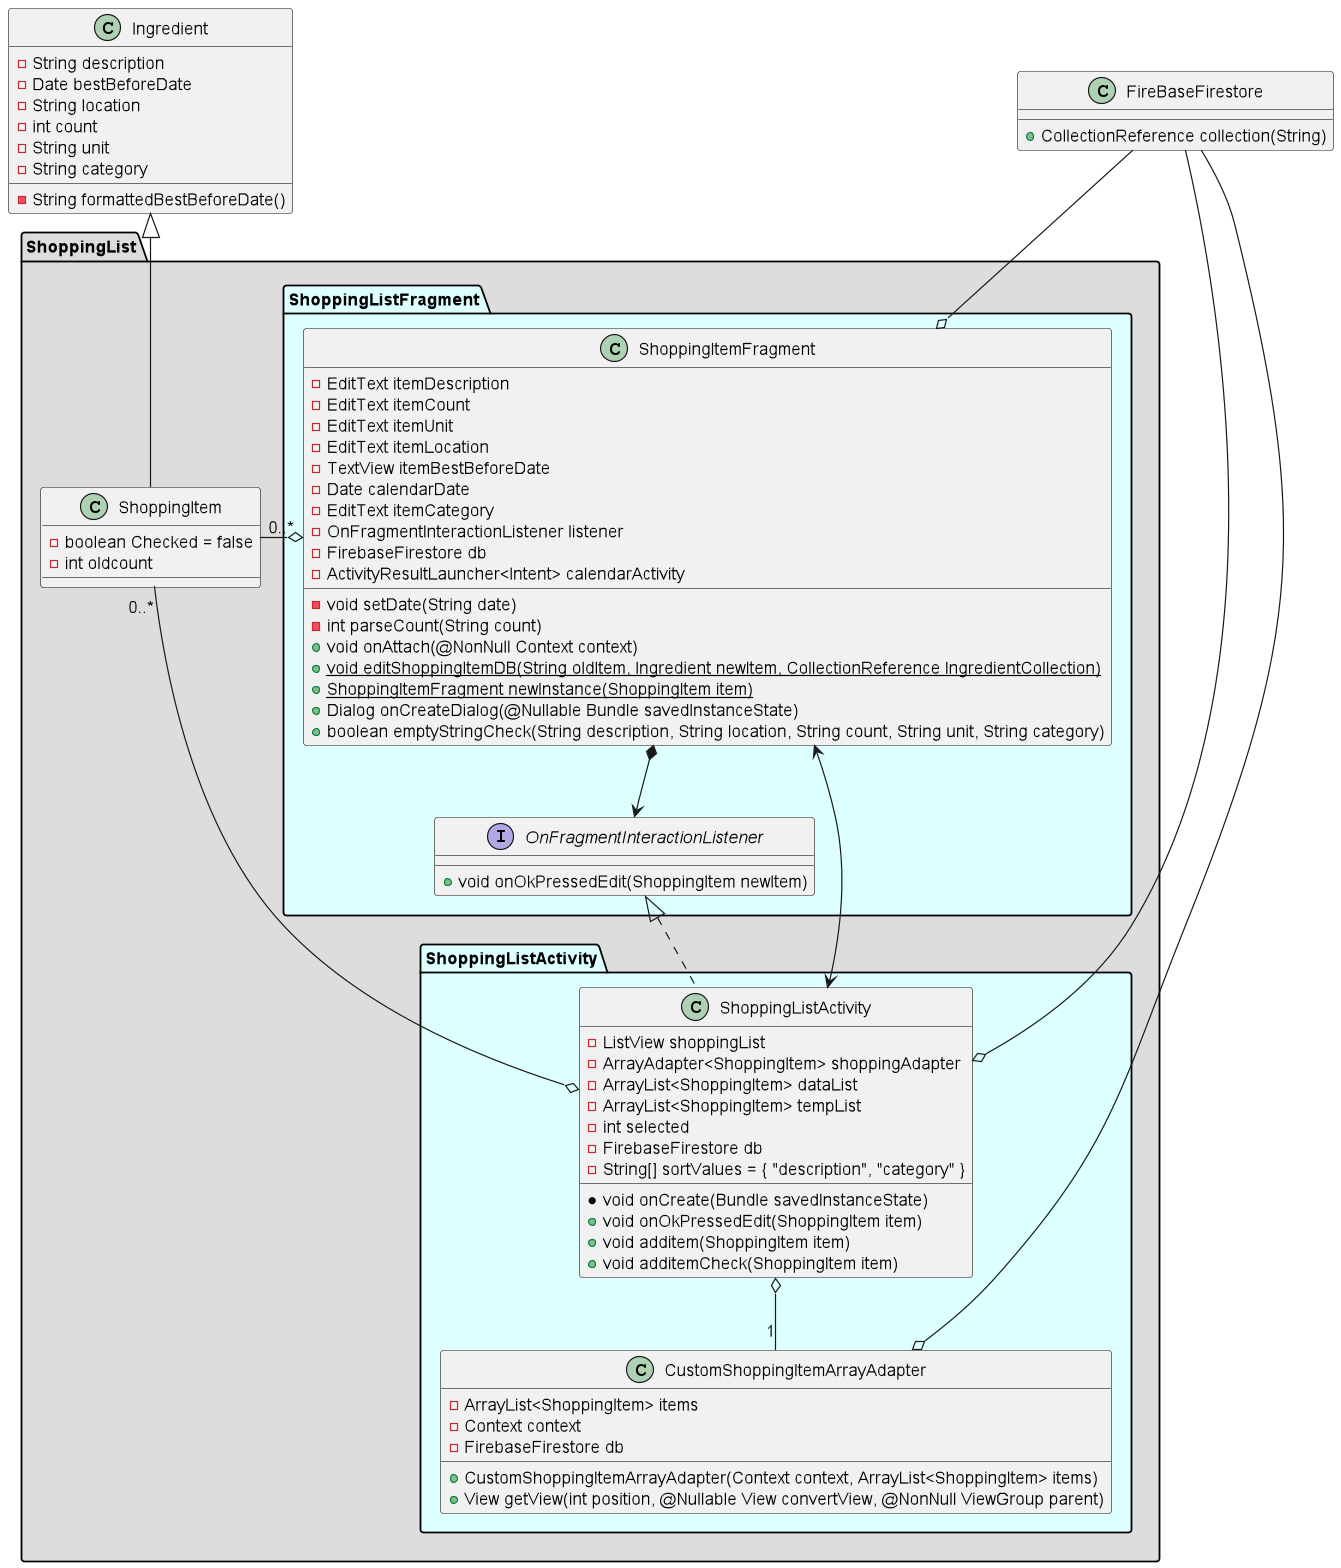 C Ingredient
String description
Date bestBeforeDate
String location
int count
String unit
String category
String formattedBestBeforeDate()
C FireBaseFirestore
CollectionReference collection(String)
ShoppingList
ShoppingListFragment
C ShoppingItemFragment
EditText itemDescription
EditText itemCount
EditText itemUnit
EditText itemLocation
TextView itemBestBeforeDate
Date calendarDate
EditText itemCategory
OnFragmentInteractionListener listener
FirebaseFirestore db
ActivityResultLauncher<Intent> calendarActivity
void setDate(String date)
int parseCount(String count)
void onAttach(@NonNull Context context)
void editShoppingItemDB(String oldItem, Ingredient newItem, CollectionReference IngredientCollection)
ShoppingItemFragment newInstance(ShoppingItem item)
Dialog onCreateDialog(@Nullable Bundle savedInstanceState)
boolean emptyStringCheck(String description, String location, String count, String unit, String category)
C ShoppingItem
boolean Checked = false
int oldcount
0..*
0..*
I OnFragmentInteractionListener
void onOkPressedEdit(ShoppingItem newItem)
ShoppingListActivity
C ShoppingListActivity
ListView shoppingList
ArrayAdapter<ShoppingItem> shoppingAdapter
ArrayList<ShoppingItem> dataList
ArrayList<ShoppingItem> tempList
int selected
FirebaseFirestore db
String[] sortValues = { "description", "category" }
void onCreate(Bundle savedInstanceState)
void onOkPressedEdit(ShoppingItem item)
void additem(ShoppingItem item)
void additemCheck(ShoppingItem item)
1
C CustomShoppingItemArrayAdapter
ArrayList<ShoppingItem> items
Context context
FirebaseFirestore db
CustomShoppingItemArrayAdapter(Context context, ArrayList<ShoppingItem> items)
View getView(int position, @Nullable View convertView, @NonNull ViewGroup parent)